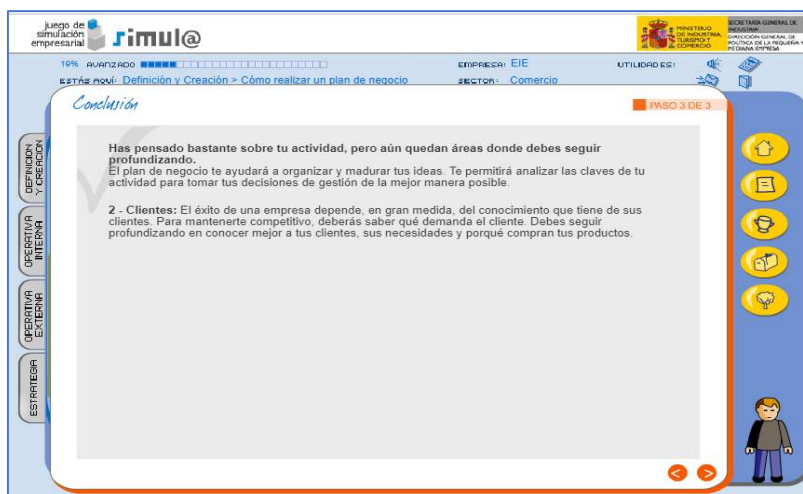 juego de
simulación
empresarial
simul@
MINISTERIO
DE INDUSTRIA,
TURISMO Y
COMERCIO
SECRETARÍA GENERAL DE
INDUSTRIA
DIRECCIÓN GENERAL DE
POLÍTICA DE LA PEQUEÑA Y
MEDIANA EMPRESA
19% AVANZADO
EMPRESA: EIE
UTILIDADES:
ESTÁS AQUÍ: Definición y Creación > Cómo realizar un plan de negocio
SECTOR: Comercio
Conclusión
PASO 3 DE 3
DEFINICION
Y CREACION
OPERATIVA
INTERNA
OPERATIVA
EXTERNA
ESTRATEGIA
Has pensado bastante sobre tu actividad, pero aún quedan áreas donde debes seguir
profundizando.
El plan de negocio te ayudará a organizar y madurar tus ideas. Te permitirá analizar las claves de tu
actividad para tomar tus decisiones de gestión de la mejor manera posible.
2 - Clientes: El éxito de una empresa depende, en gran medida, del conocimiento que tiene de sus
clientes. Para mantenerte competitivo, deberás saber qué demanda el cliente. Debes seguir
profundizando en conocer mejor a tus clientes, sus necesidades y porqué compran tus productos.